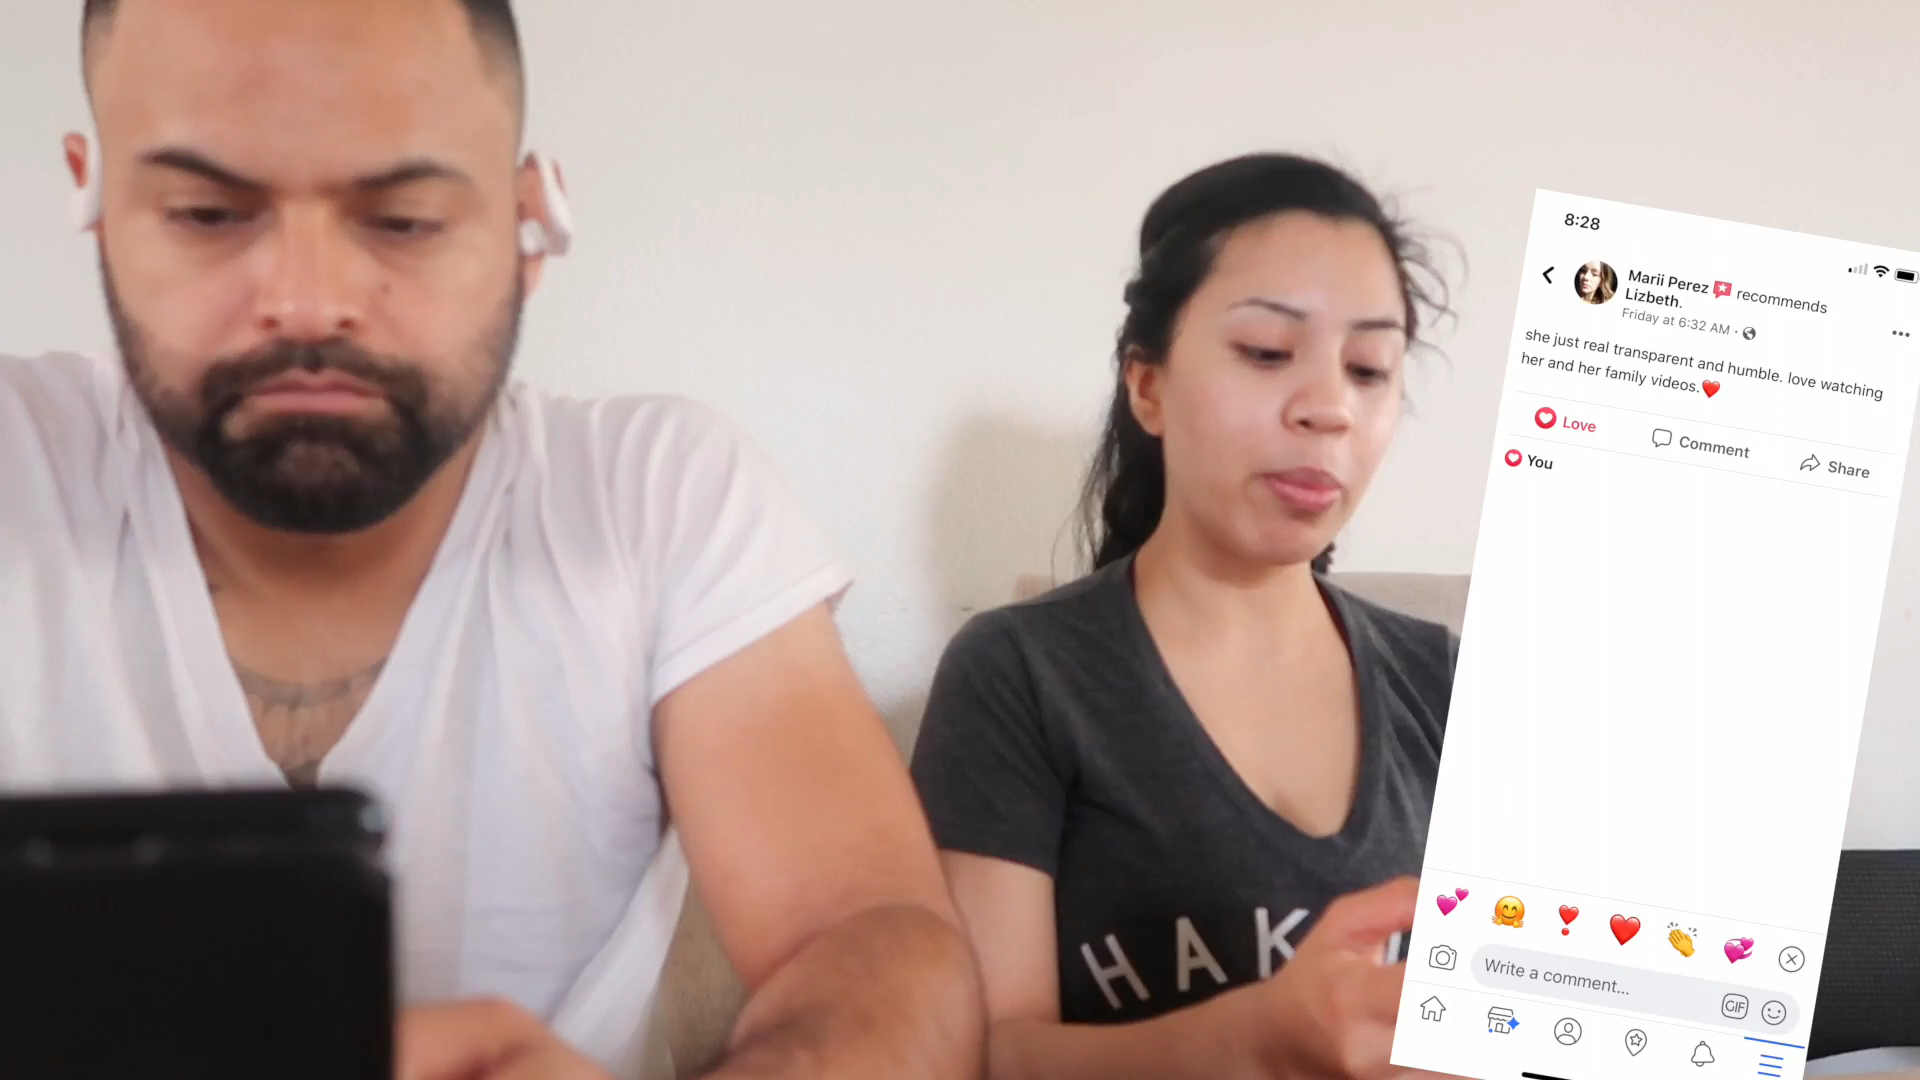 8:28
Marii Perez recommends
Lizbeth.
Friday at 6:32 AM ·
she just real transparent and humble. love watching
her and her family videos.❤️
Love
Comment
Share
You
Write a comment...
GIF
HAK